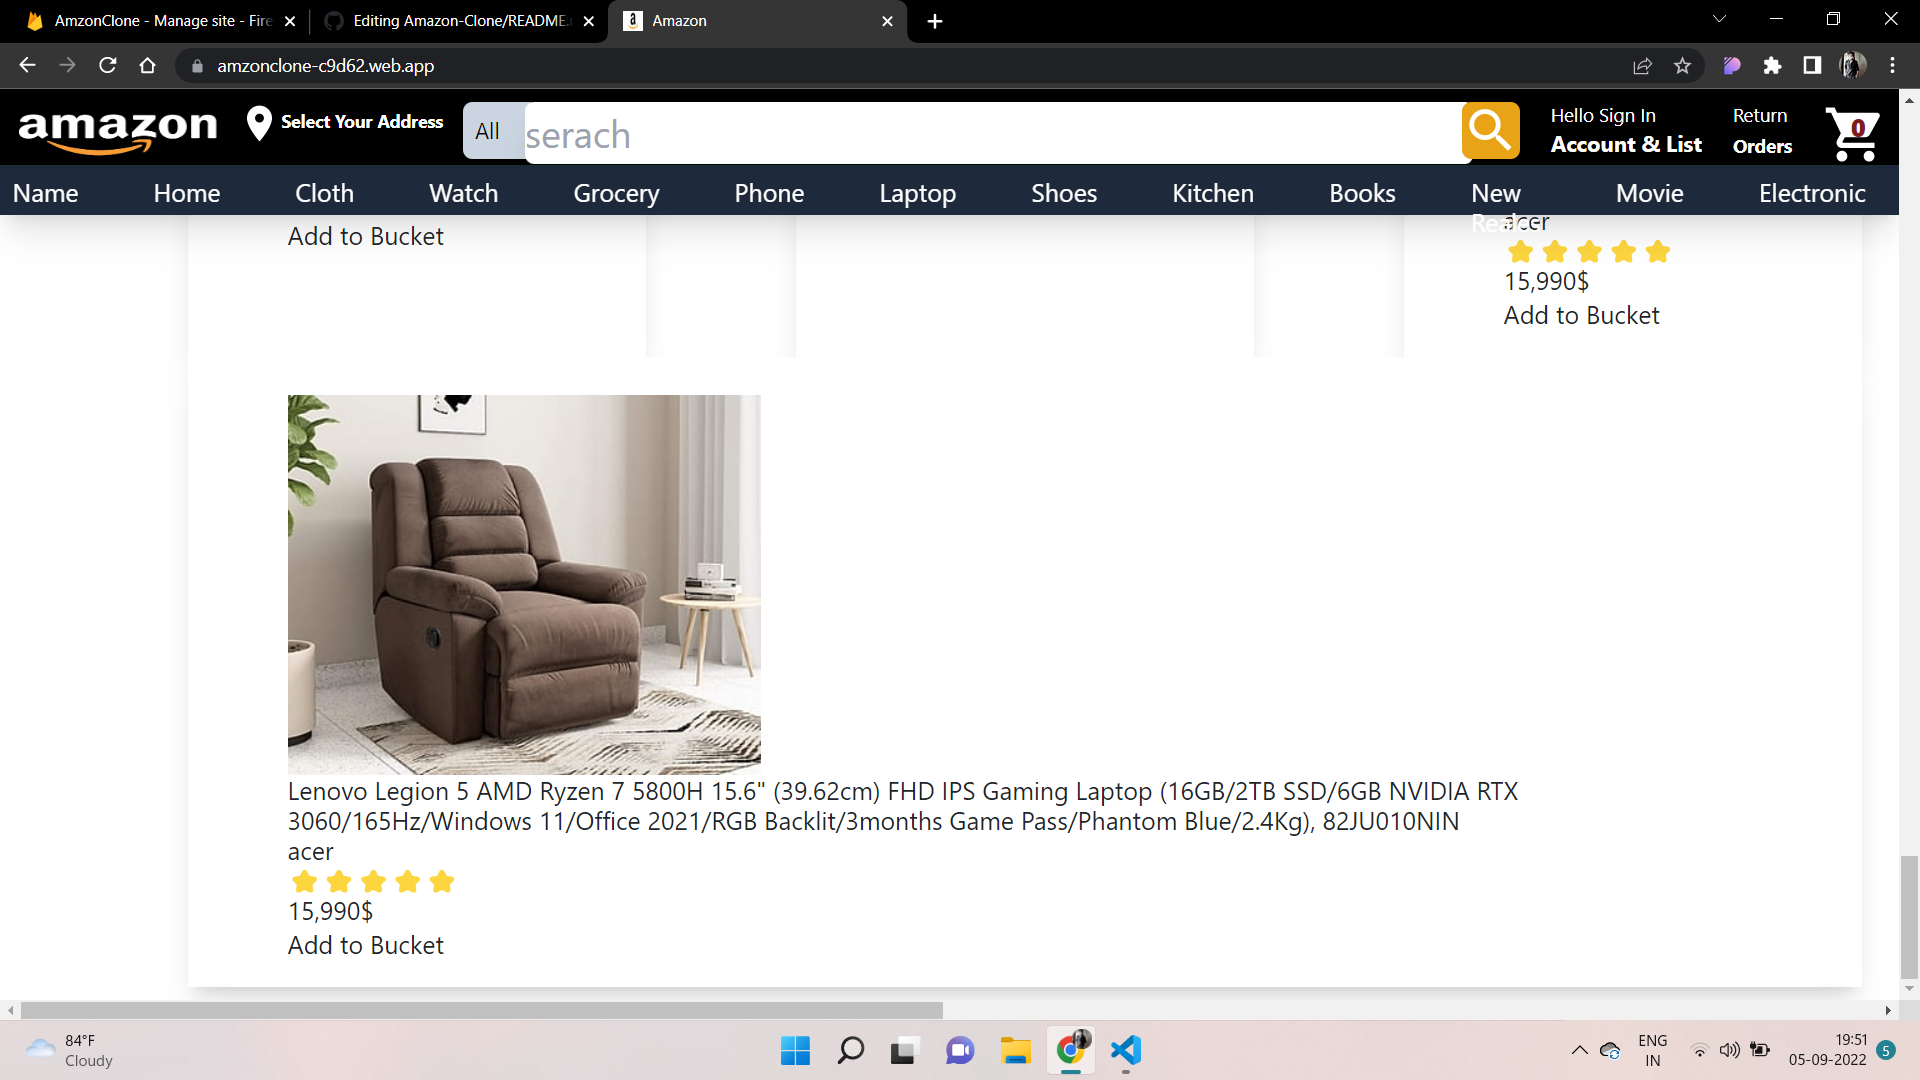 AmzonClone - Manage site - Fire
Editing Amazon-Clone/README.
Amazon
amzonclone-c9d62.web.app
amazon
Select Your Address
All
serach
Hello Sign In
Account & List
Return
Orders
0
Name
Home
Cloth
Watch
Grocery
Phone
Laptop
Shoes
Kitchen
Books
New
Movie
Electronic
Add to Bucket
acer
15,990$
Add to Bucket
Lenovo Legion 5 AMD Ryzen 7 5800H 15.6" (39.62cm) FHD IPS Gaming Laptop (16GB/2TB SSD/6GB NVIDIA RTX
3060/165Hz/Windows 11/Office 2021/RGB Backlit/3months Game Pass/Phantom Blue/2.4Kg), 82JU010NIN
acer
15,990$
Add to Bucket
84°F
Cloudy
ENG
IN
19:51
05-09-2022
5